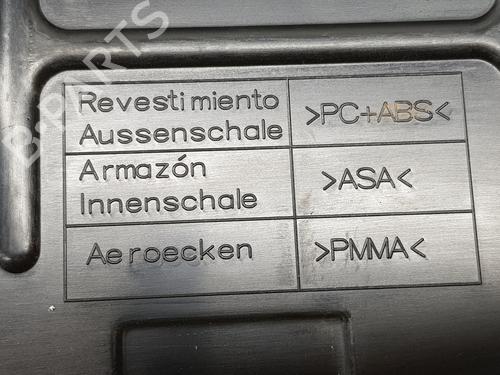 B-PARTS
Revestimiento
Aussenschale
>PC+ABS<
Armazón
Innenschale
>ASA<
Aeroecken
>PMMA<